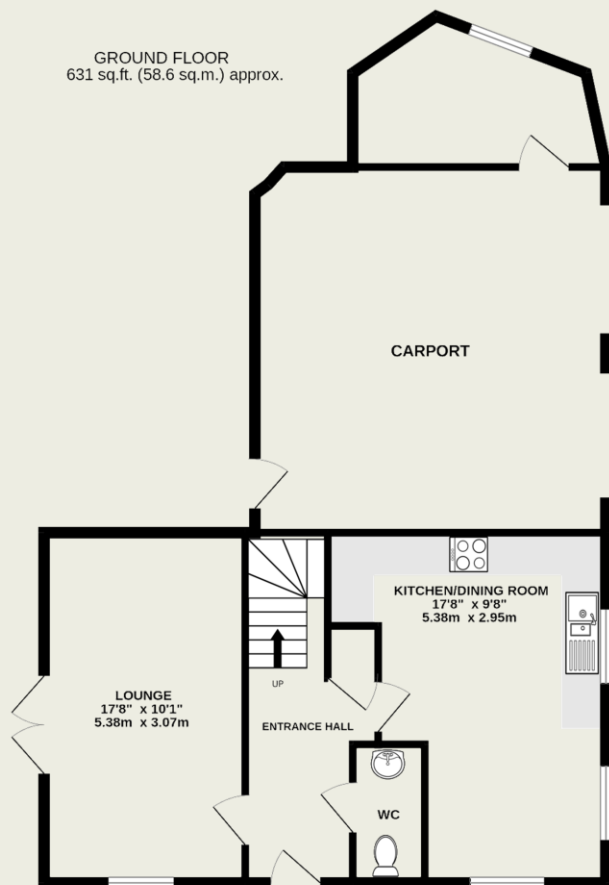 GROUND FLOOR
631 sq.ft. (58.6 sq.m.) approx.
CARPORT
KITCHEN/DINING ROOM
17'8" x 9'8"
5.38m x 2.95m
LOUNGE
17'8" x 10'1"
5.38m x 3.07m
UP
ENTRANCE HALL
WC